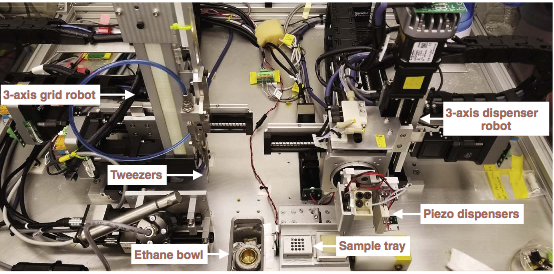 3-axis grid robot
3-axis dispenser
robot
Tweezers
Piezo dispensers
Ethane bowl
Sample tray